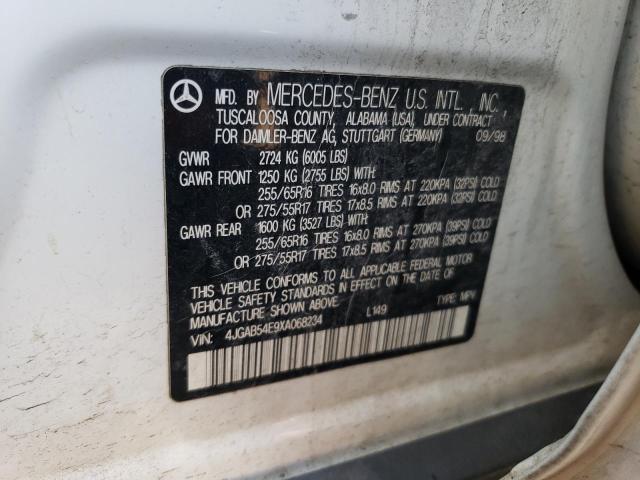 MFD. BY MERCEDES-BENZ U.S. INTL., INC.,
TUSCALOOSA COUNTY, ALABAMA (USA), UNDER CONTRACT
FOR DAIMLER-BENZ AG, STUTTGART (GERMANY) 09/98
GVWR 2724 KG (6005 LBS)
GAWR FRONT 1250 KG (2755 LBS) WITH:
255/65R16 TIRES 16x8.0 RIMS AT 220KPA (32PSI) COLD
OR 275/55R17 TIRES 17x8.5 RIMS AT 220KPA (32PSI) COLD
GAWR REAR 1600 KG (3527 LBS) WITH:
255/65R16 TIRES 16x8.0 RIMS AT 270KPA (39PSI) COLD
OR 275/55R17 TIRES 17x8.5 RIMS AT 270KPA (39PSI) COLD
THIS VEHICLE CONFORMS TO ALL APPLICABLE FEDERAL MOTOR
VEHICLE SAFETY STANDARDS IN EFFECT ON THE DATE OF
MANUFACTURE SHOWN ABOVE.
VIN: 4JGAB54E9XA068234 L149 TYPE: MPV